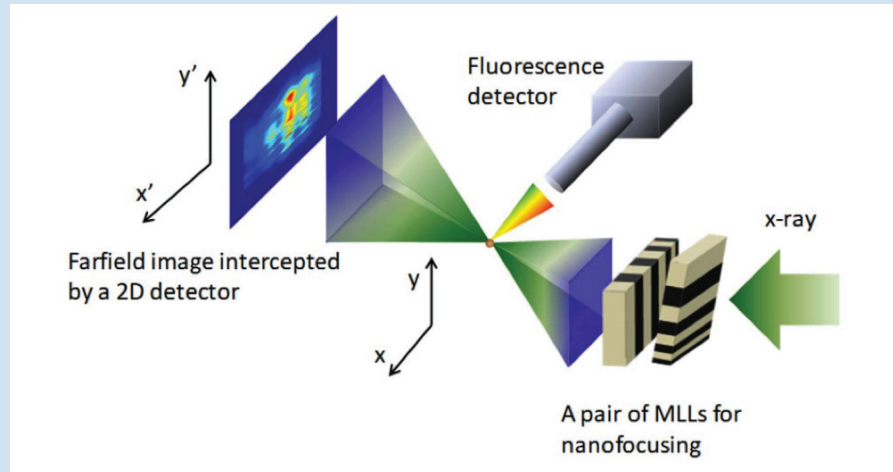 y’
x’
Fluorescence
detector
x-ray
Farfield image intercepted
by a 2D detector
y
x
A pair of MLLs for
nanofocusing